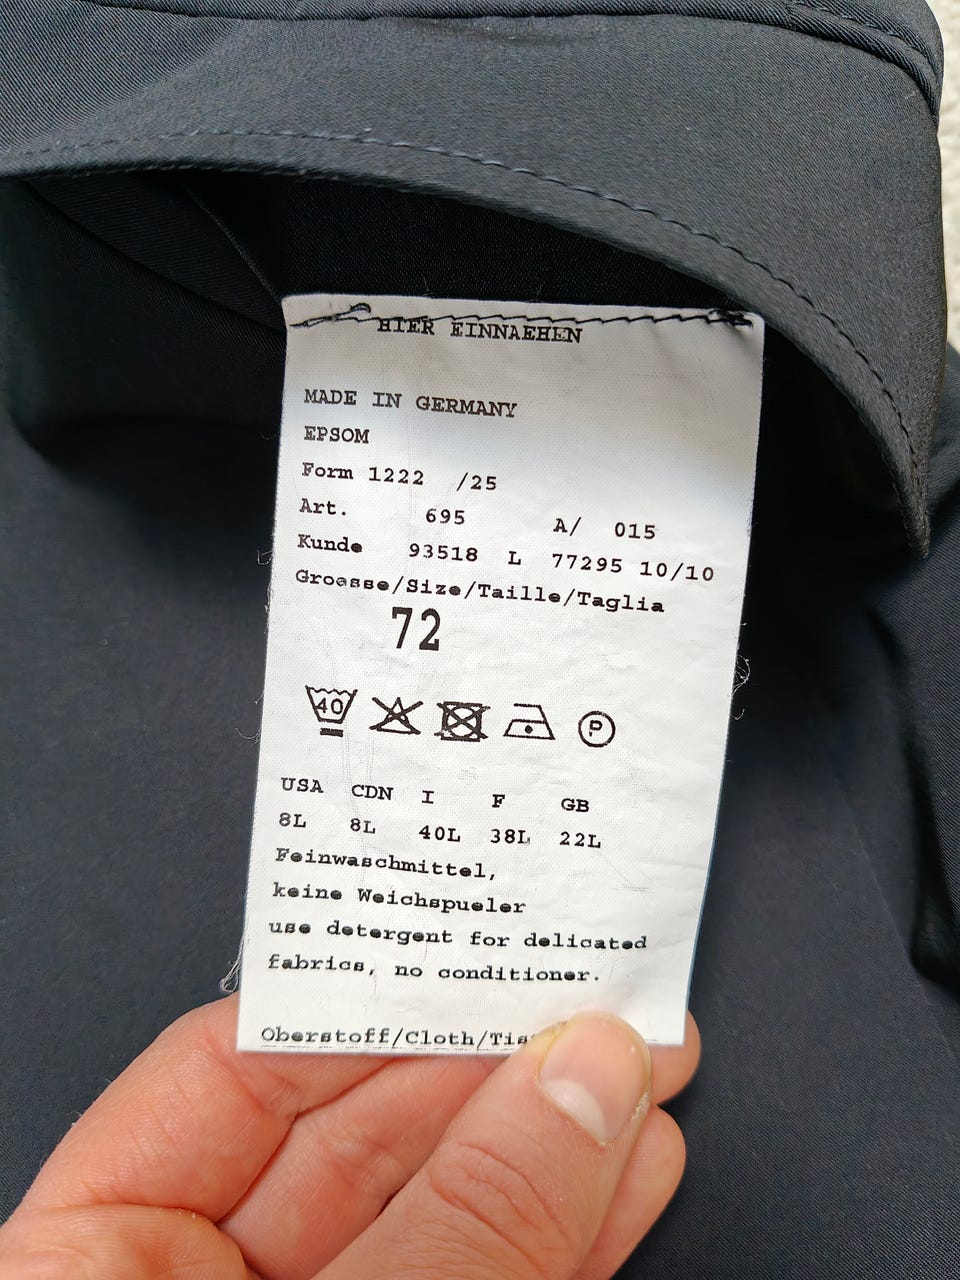 HIER EINNAEHEN
MADE IN GERMANY
EPSOM
Form 1222 /25
Art. 695 A/ 015
Kunde 93518 L 77295 10/10
Groesse/Size/Taille/Taglia
72
40 P
USA CDN I F GB
8L 8L 40L 38L 22L
Feinwaschmittel,
keine Weichspueler
use detergent for delicated
fabrics, no conditioner.
Oberstoff/Cloth/